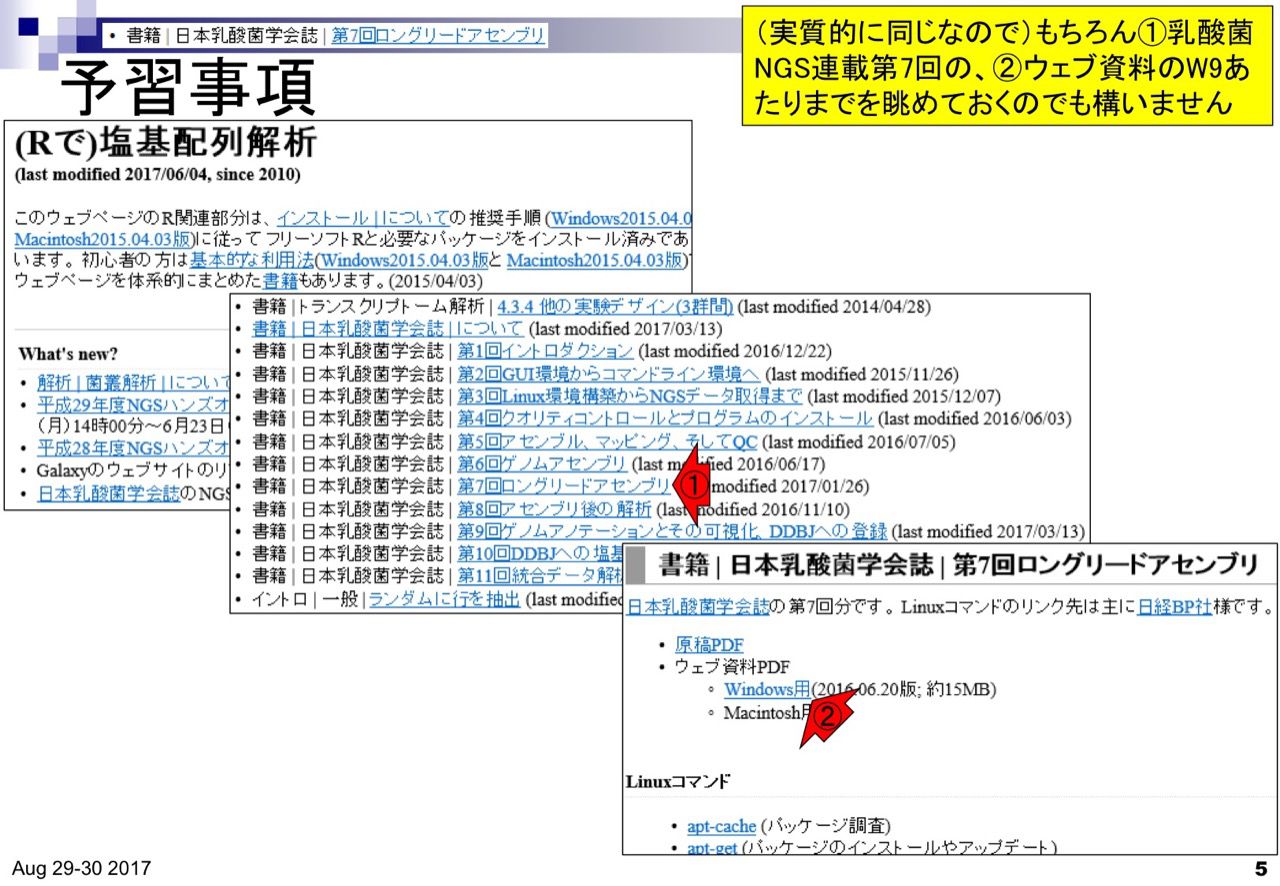 • 書籍 | 日本乳酸菌学会誌 | 第7回ロングリードアセンブリ
予習事項
(実質的に同じなので)もちろん①乳酸菌
NGS連載第7回の、②ウェブ資料のW9あ
たりまでを眺めておくのでも構いません
(Rで)塩基配列解析
(last modified 2017/06/04, since 2010)
このウェブページのR関連部分は、インストール | についての推奨手順 (Windows2015.04.0
Macintosh2015.04.03版)に従ってフリーソフトRと必要なパッケージをインストール済みであ
います。初心者の方は基本的な利用法(Windows2015.04.03版と Macintosh2015.04.03版)
ウェブページを体系的にまとめた書籍もあります。(2015/04/03)
What's new?
• 解析 | 菌叢解析 | につい
• 平成29年度NGSハンズオ
(月)14時00分～6月23日
• 平成28年度NGSハンズオ
• Galaxyのウェブサイトのリ
• 日本乳酸菌学会誌のNGS
• 書籍 | トランスクリプトーム解析 | 4.3.4 他の実験デザイン(3群間) (last modified 2014/04/28)
• 書籍 | 日本乳酸菌学会誌 | について (last modified 2017/03/13)
• 書籍 | 日本乳酸菌学会誌 | 第1回イントロダクション (last modified 2016/12/22)
• 書籍 | 日本乳酸菌学会誌 | 第2回GUI環境からコマンドライン環境へ (last modified 2015/11/26)
• 書籍 | 日本乳酸菌学会誌 | 第3回Linux環境構築からNGSデータ取得まで (last modified 2015/12/07)
• 書籍 | 日本乳酸菌学会誌 | 第4回クオリティコントロールとプログラムのインストール (last modified 2016/06/03)
• 書籍 | 日本乳酸菌学会誌 | 第5回アセンブル、マッピング、そしてQC (last modified 2016/07/05)
• 書籍 | 日本乳酸菌学会誌 | 第6回ゲノムアセンブリ (last modified 2016/06/17)
• 書籍 | 日本乳酸菌学会誌 | 第7回ロングリードアセンブリ ① modified 2017/01/26)
• 書籍 | 日本乳酸菌学会誌 | 第8回アセンブリ後の解析 (last modified 2016/11/10)
• 書籍 | 日本乳酸菌学会誌 | 第9回ゲノムアノテーションとその可視化、DDBJへの登録 (last modified 2017/03/13)
• 書籍 | 日本乳酸菌学会誌 | 第10回DDBJへの塩基
• 書籍 | 日本乳酸菌学会誌 | 第11回統合データ解析
• イントロ | 一般 | ランダムに行を抽出 (last modified
書籍 | 日本乳酸菌学会誌 | 第7回ロングリードアセンブリ
日本乳酸菌学会誌の第7回分です。Linuxコマンドのリンク先は主に日経BP社様です。
• 原稿PDF
• ウェブ資料PDF
◦ Windows用(2016.06.20版; 約15MB)
◦ Macintosh用 ②
Linuxコマンド
• apt-cache (パッケージ調査)
• apt-get (パッケージのインストールやアップデート)
Aug 29-30 2017
5